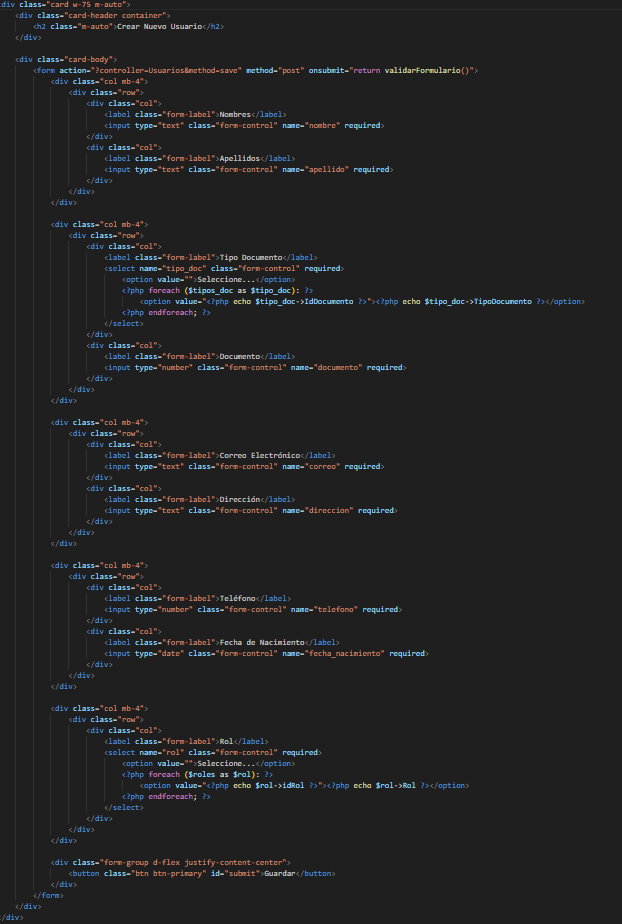 <div class="card w-75 m-auto">
<div class="card-header container">
<h2 class="m-auto">Crear Nuevo Usuario</h2>
</div>
<div class="card-body">
<form action="?controller=Usuarios&method=save" method="post" onsubmit="return validarFormulario()">
<div class="col mb-4">
<div class="row">
<div class="col">
<label class="form-label">Nombres</label>
<input type="text" class="form-control" name="nombre" required>
</div>
<div class="col">
<label class="form-label">Apellidos</label>
<input type="text" class="form-control" name="apellido" required>
</div>
</div>
</div>
<div class="col mb-4">
<div class="row">
<div class="col">
<label class="form-label">Tipo Documento</label>
<select name="tipo_doc" class="form-control" required>
<option value="">Seleccione...</option>
<?php foreach ($tipos_doc as $tipo_doc): ?>
<option value="<?php echo $tipo_doc->IdDocumento ?>"><?php echo $tipo_doc->TipoDocumento ?></option>
<?php endforeach; ?>
</select>
</div>
<div class="col">
<label class="form-label">Documento</label>
<input type="number" class="form-control" name="documento" required>
</div>
</div>
</div>
<div class="col mb-4">
<div class="row">
<div class="col">
<label class="form-label">Correo Electrónico</label>
<input type="text" class="form-control" name="correo" required>
</div>
<div class="col">
<label class="form-label">Dirección</label>
<input type="text" class="form-control" name="direccion" required>
</div>
</div>
</div>
<div class="col mb-4">
<div class="row">
<div class="col">
<label class="form-label">Teléfono</label>
<input type="number" class="form-control" name="telefono" required>
</div>
<div class="col">
<label class="form-label">Fecha de Nacimiento</label>
<input type="date" class="form-control" name="fecha_nacimiento" required>
</div>
</div>
</div>
<div class="col mb-4">
<div class="row">
<div class="col">
<label class="form-label">Rol</label>
<select name="rol" class="form-control" required>
<option value="">Seleccione...</option>
<?php foreach ($roles as $rol): ?>
<option value="<?php echo $rol->idRol ?>"><?php echo $rol->Rol ?></option>
<?php endforeach; ?>
</select>
</div>
</div>
</div>
<div class="form-group d-flex justify-content-center">
<button class="btn btn-primary" id="submit">Guardar</button>
</div>
</form>
</div>
</div>